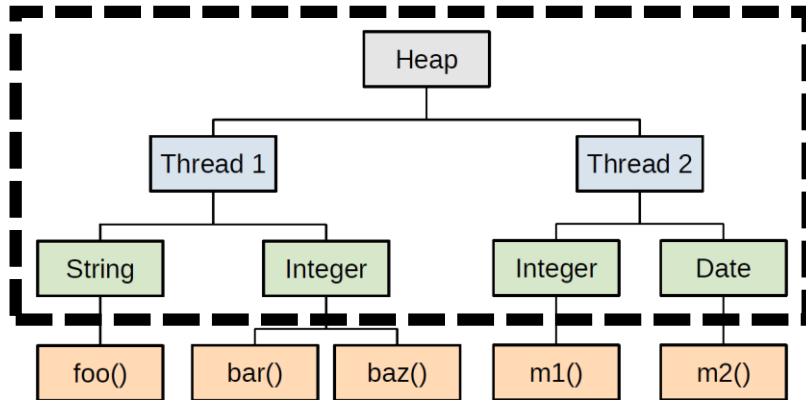 Heap
Thread 1
Thread 2
String
Integer
Integer
Date
foo()
bar()
baz()
m1()
m2()